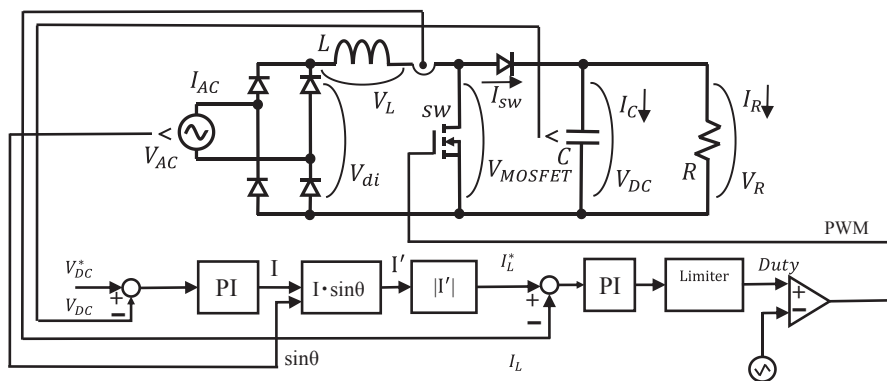 L
I_AC
V_L
SW
I_sw
I_C
I_R
V_AC
V_di
V_MOSFET
C
V_DC
R
V_R
PWM
V*_DC
I
I'
I*_L
Duty
+
−
PI
I・sinθ
|I'|
+
−
PI
Limiter
+
−
V_DC
sinθ
I_L